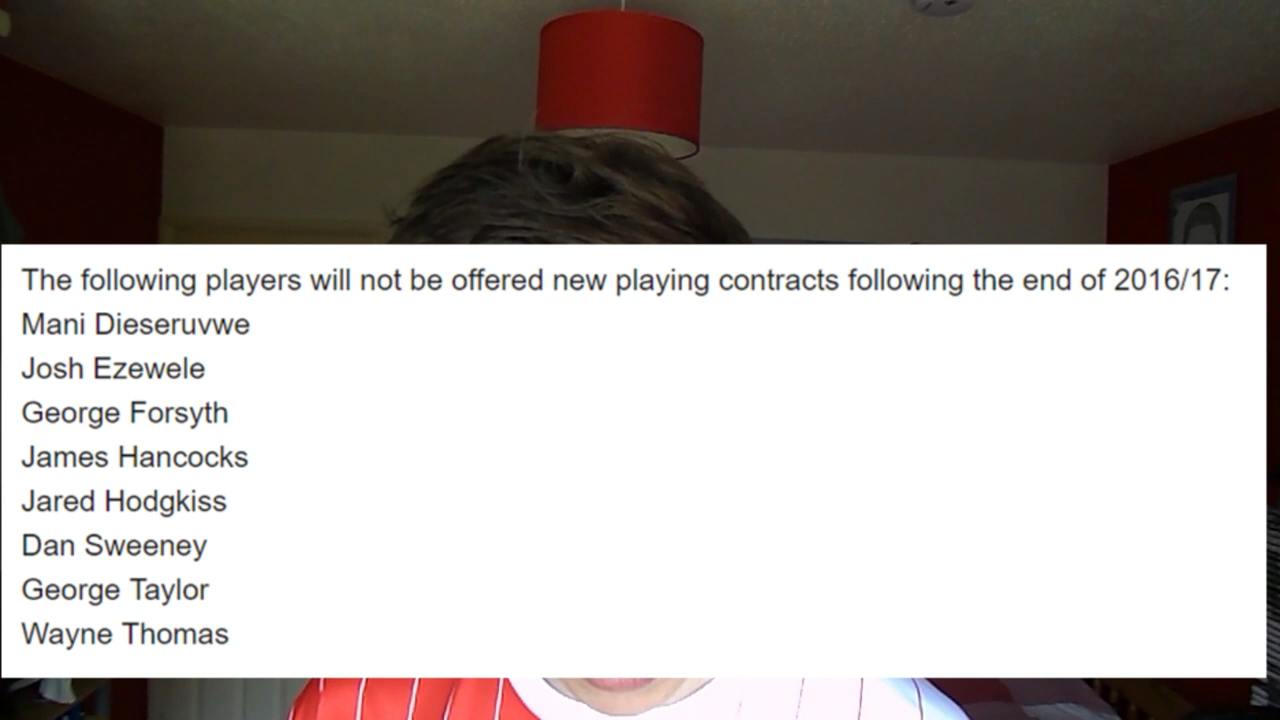 The following players will not be offered new playing contracts following the end of 2016/17:
Mani Dieseruvwe
Josh Ezewele
George Forsyth
James Hancocks
Jared Hodgkiss
Dan Sweeney
George Taylor
Wayne Thomas